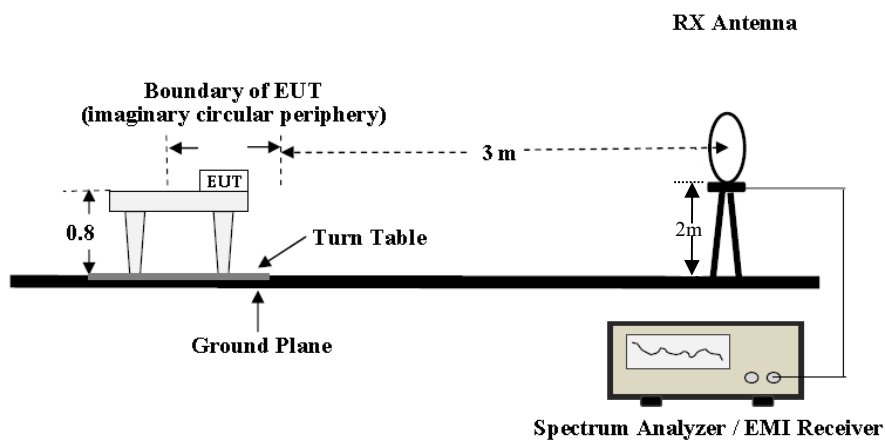 RX Antenna
Boundary of EUT
(imaginary circular periphery)
3 m
EUT
0.8
2m
Turn Table
Ground Plane
Spectrum Analyzer / EMI Receiver